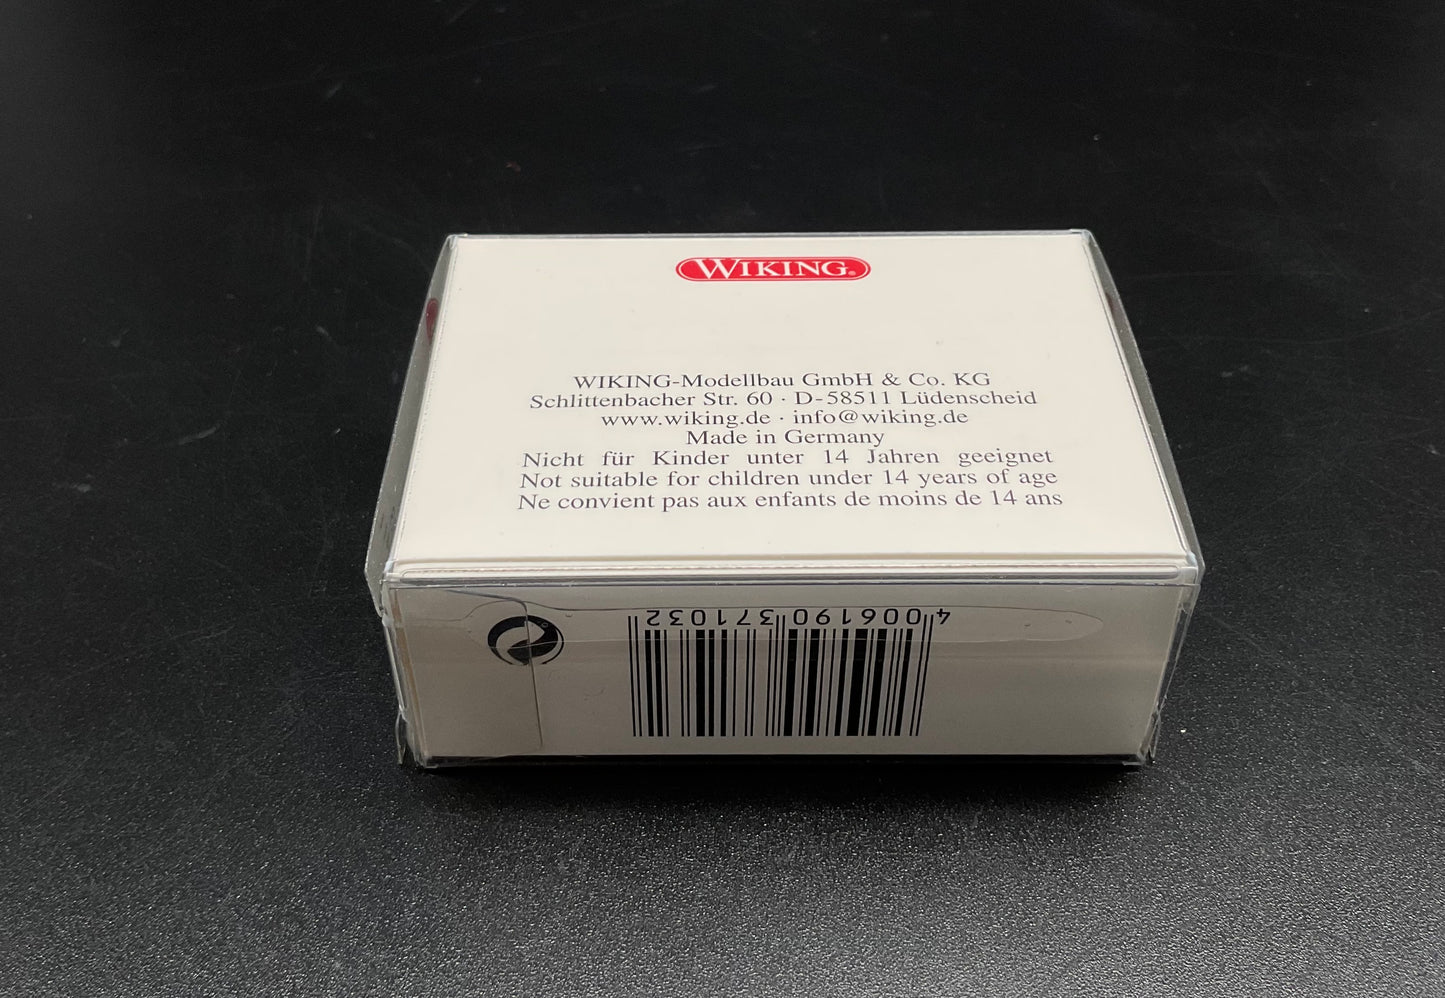 WIKING®
WIKING-Modellbau GmbH & Co. KG
Schlittenbacher Str. 60 · D-58511 Lüdenscheid
www.wiking.de · info@wiking.de
Made in Germany
Nicht für Kinder unter 14 Jahren geeignet
Not suitable for children under 14 years of age
Ne convient pas aux enfants de moins de 14 ans
4 006190 371032